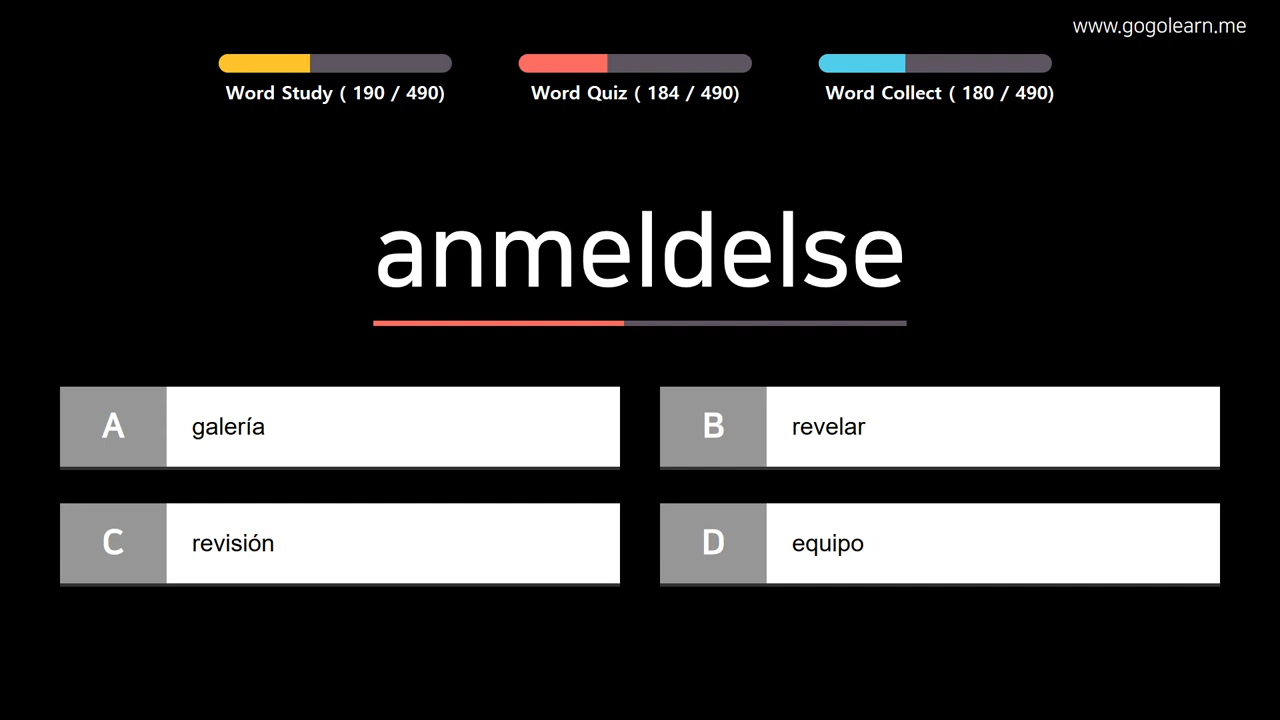 www.gogolearn.me
Word Study ( 190 / 490)
Word Quiz ( 184 / 490)
Word Collect ( 180 / 490)
anmeldelse
A galería
B revelar
C revisión
D equipo